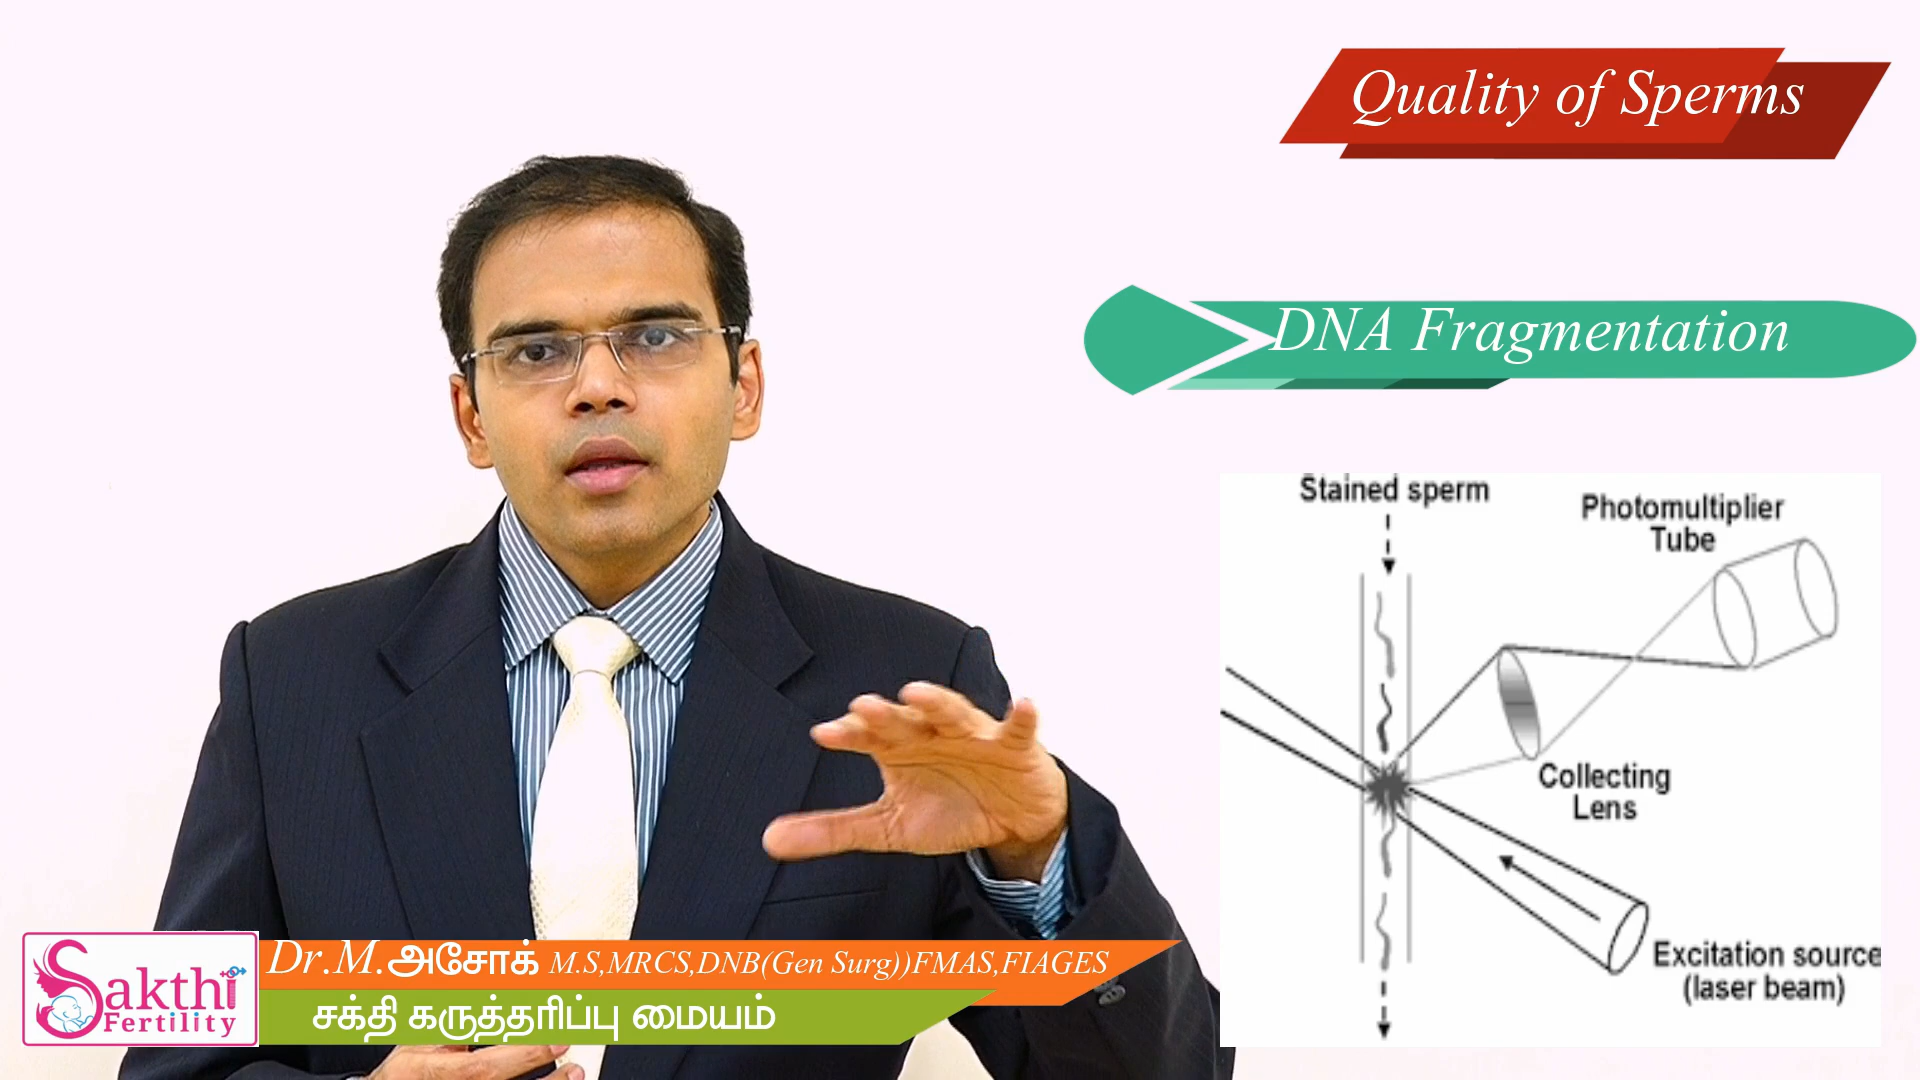 Quality of Sperms
DNA Fragmentation
Stained sperm
Photomultiplier
Tube
Collecting
Lens
Excitation source
(laser beam)
Sakthi
Fertility
Dr.M.அசோக் M.S,MRCS,DNB(Gen Surg))FMAS,FIAGES
சக்தி கருத்தரிப்பு மையம்